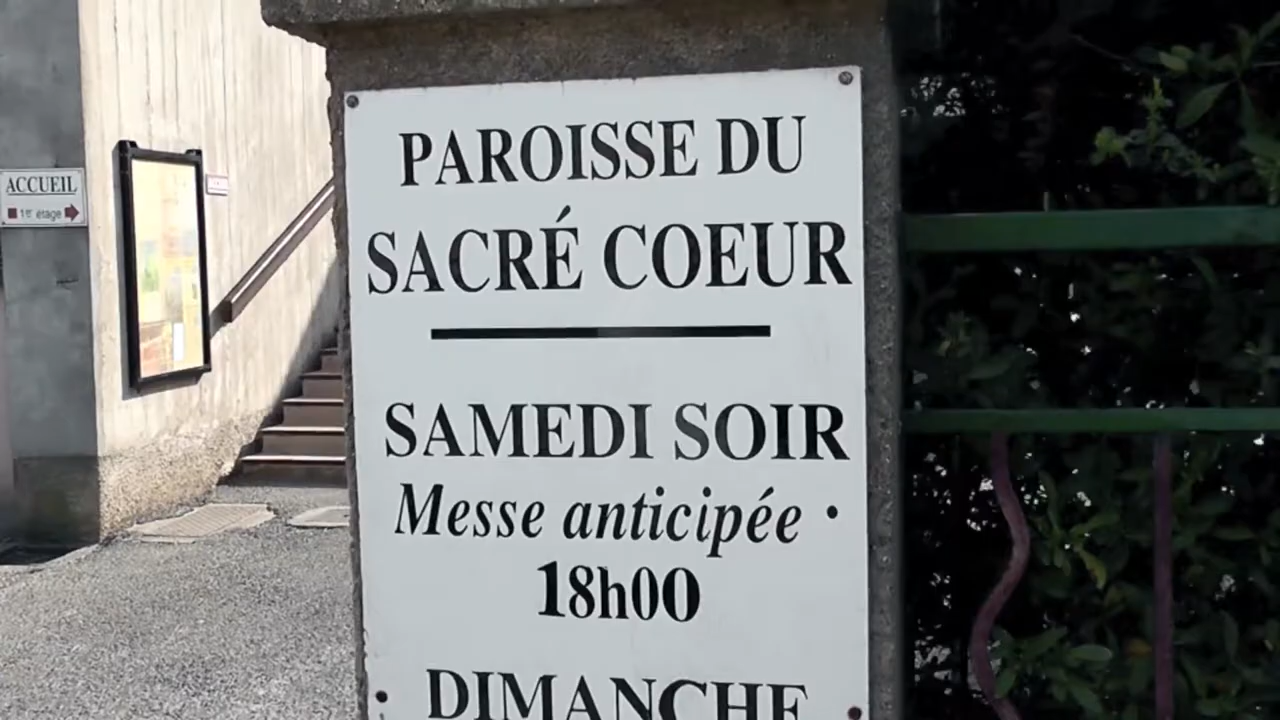 ACCUEIL
1er étage
PAROISSE DU
SACRÉ COEUR
SAMEDI SOIR
Messe anticipée •
18h00
DIMANCHE